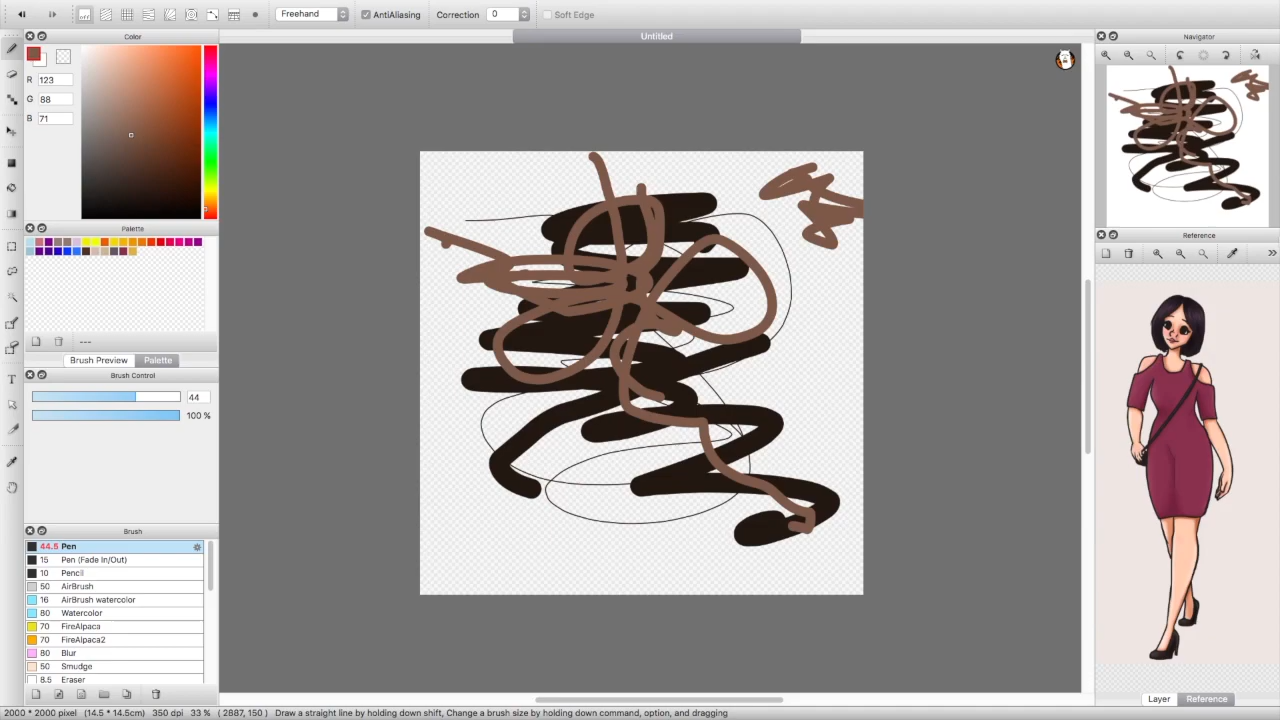 off Freehand AntiAliasing Correction 0 Soft Edge
Color Untitled Navigator
R 123
G 88
B 71
Palette
Reference
---
Brush Preview Palette
Brush Control
44
100 %
Brush
44.5 Pen
15 Pen (Fade In/Out)
10 Pencil
50 AirBrush
16 AirBrush watercolor
80 Watercolor
70 FireAlpaca
70 FireAlpaca2
80 Blur
50 Smudge
8.5 Eraser
Layer Reference
2000 * 2000 pixel (14.5 * 14.5cm) 350 dpi 33 % ( 2887, 150 ) Draw a straight line by holding down shift, Change a brush size by holding down command, option, and dragging